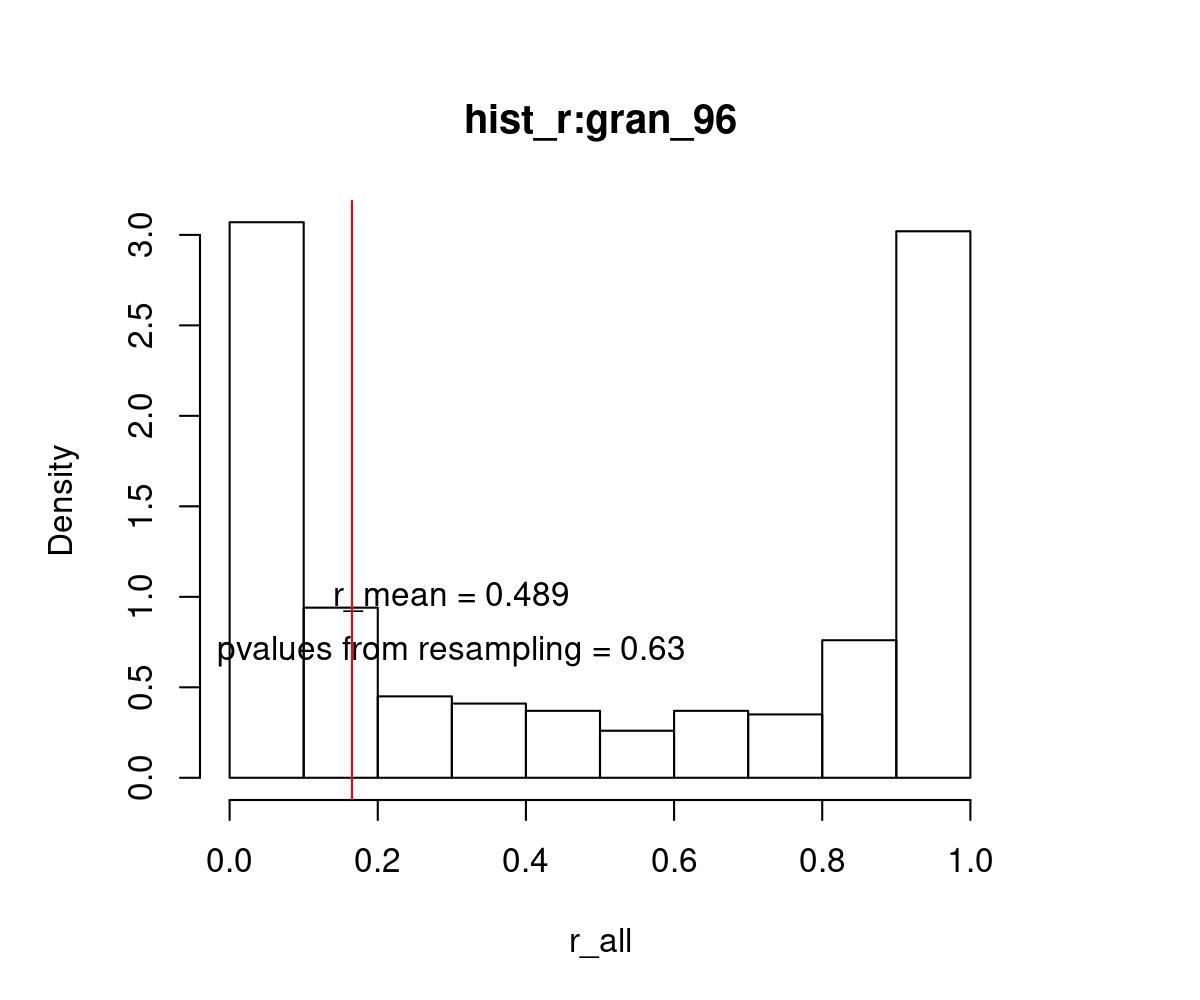 hist_r:gran_96
3.0
2.5
2.0
1.5
1.0
0.5
0.0
Density
r_mean = 0.489
pvalues from resampling = 0.63
0.0 0.2 0.4 0.6 0.8 1.0
r_all